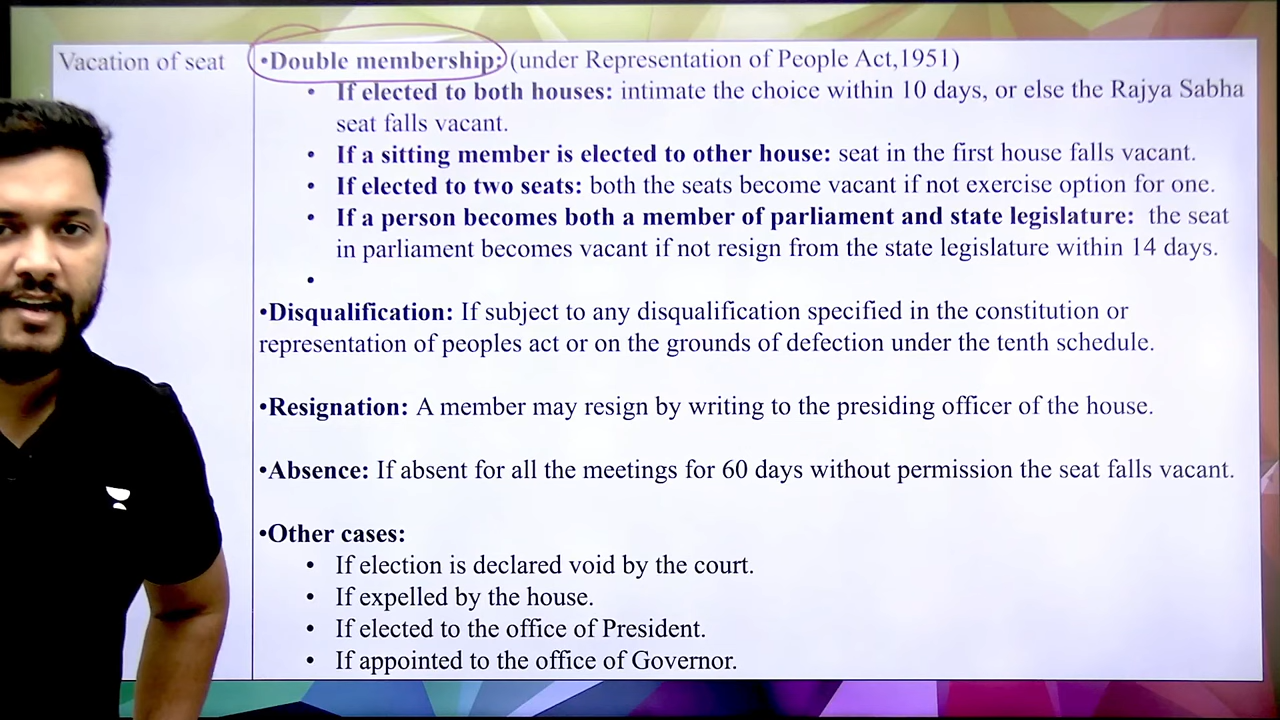 Vacation of seat
•Double membership: (under Representation of People Act,1951)
• If elected to both houses: intimate the choice within 10 days, or else the Rajya Sabha
seat falls vacant.
• If a sitting member is elected to other house: seat in the first house falls vacant.
• If elected to two seats: both the seats become vacant if not exercise option for one.
• If a person becomes both a member of parliament and state legislature: the seat
in parliament becomes vacant if not resign from the state legislature within 14 days.
•
•Disqualification: If subject to any disqualification specified in the constitution or
representation of peoples act or on the grounds of defection under the tenth schedule.
•Resignation: A member may resign by writing to the presiding officer of the house.
•Absence: If absent for all the meetings for 60 days without permission the seat falls vacant.
•Other cases:
• If election is declared void by the court.
• If expelled by the house.
• If elected to the office of President.
• If appointed to the office of Governor.